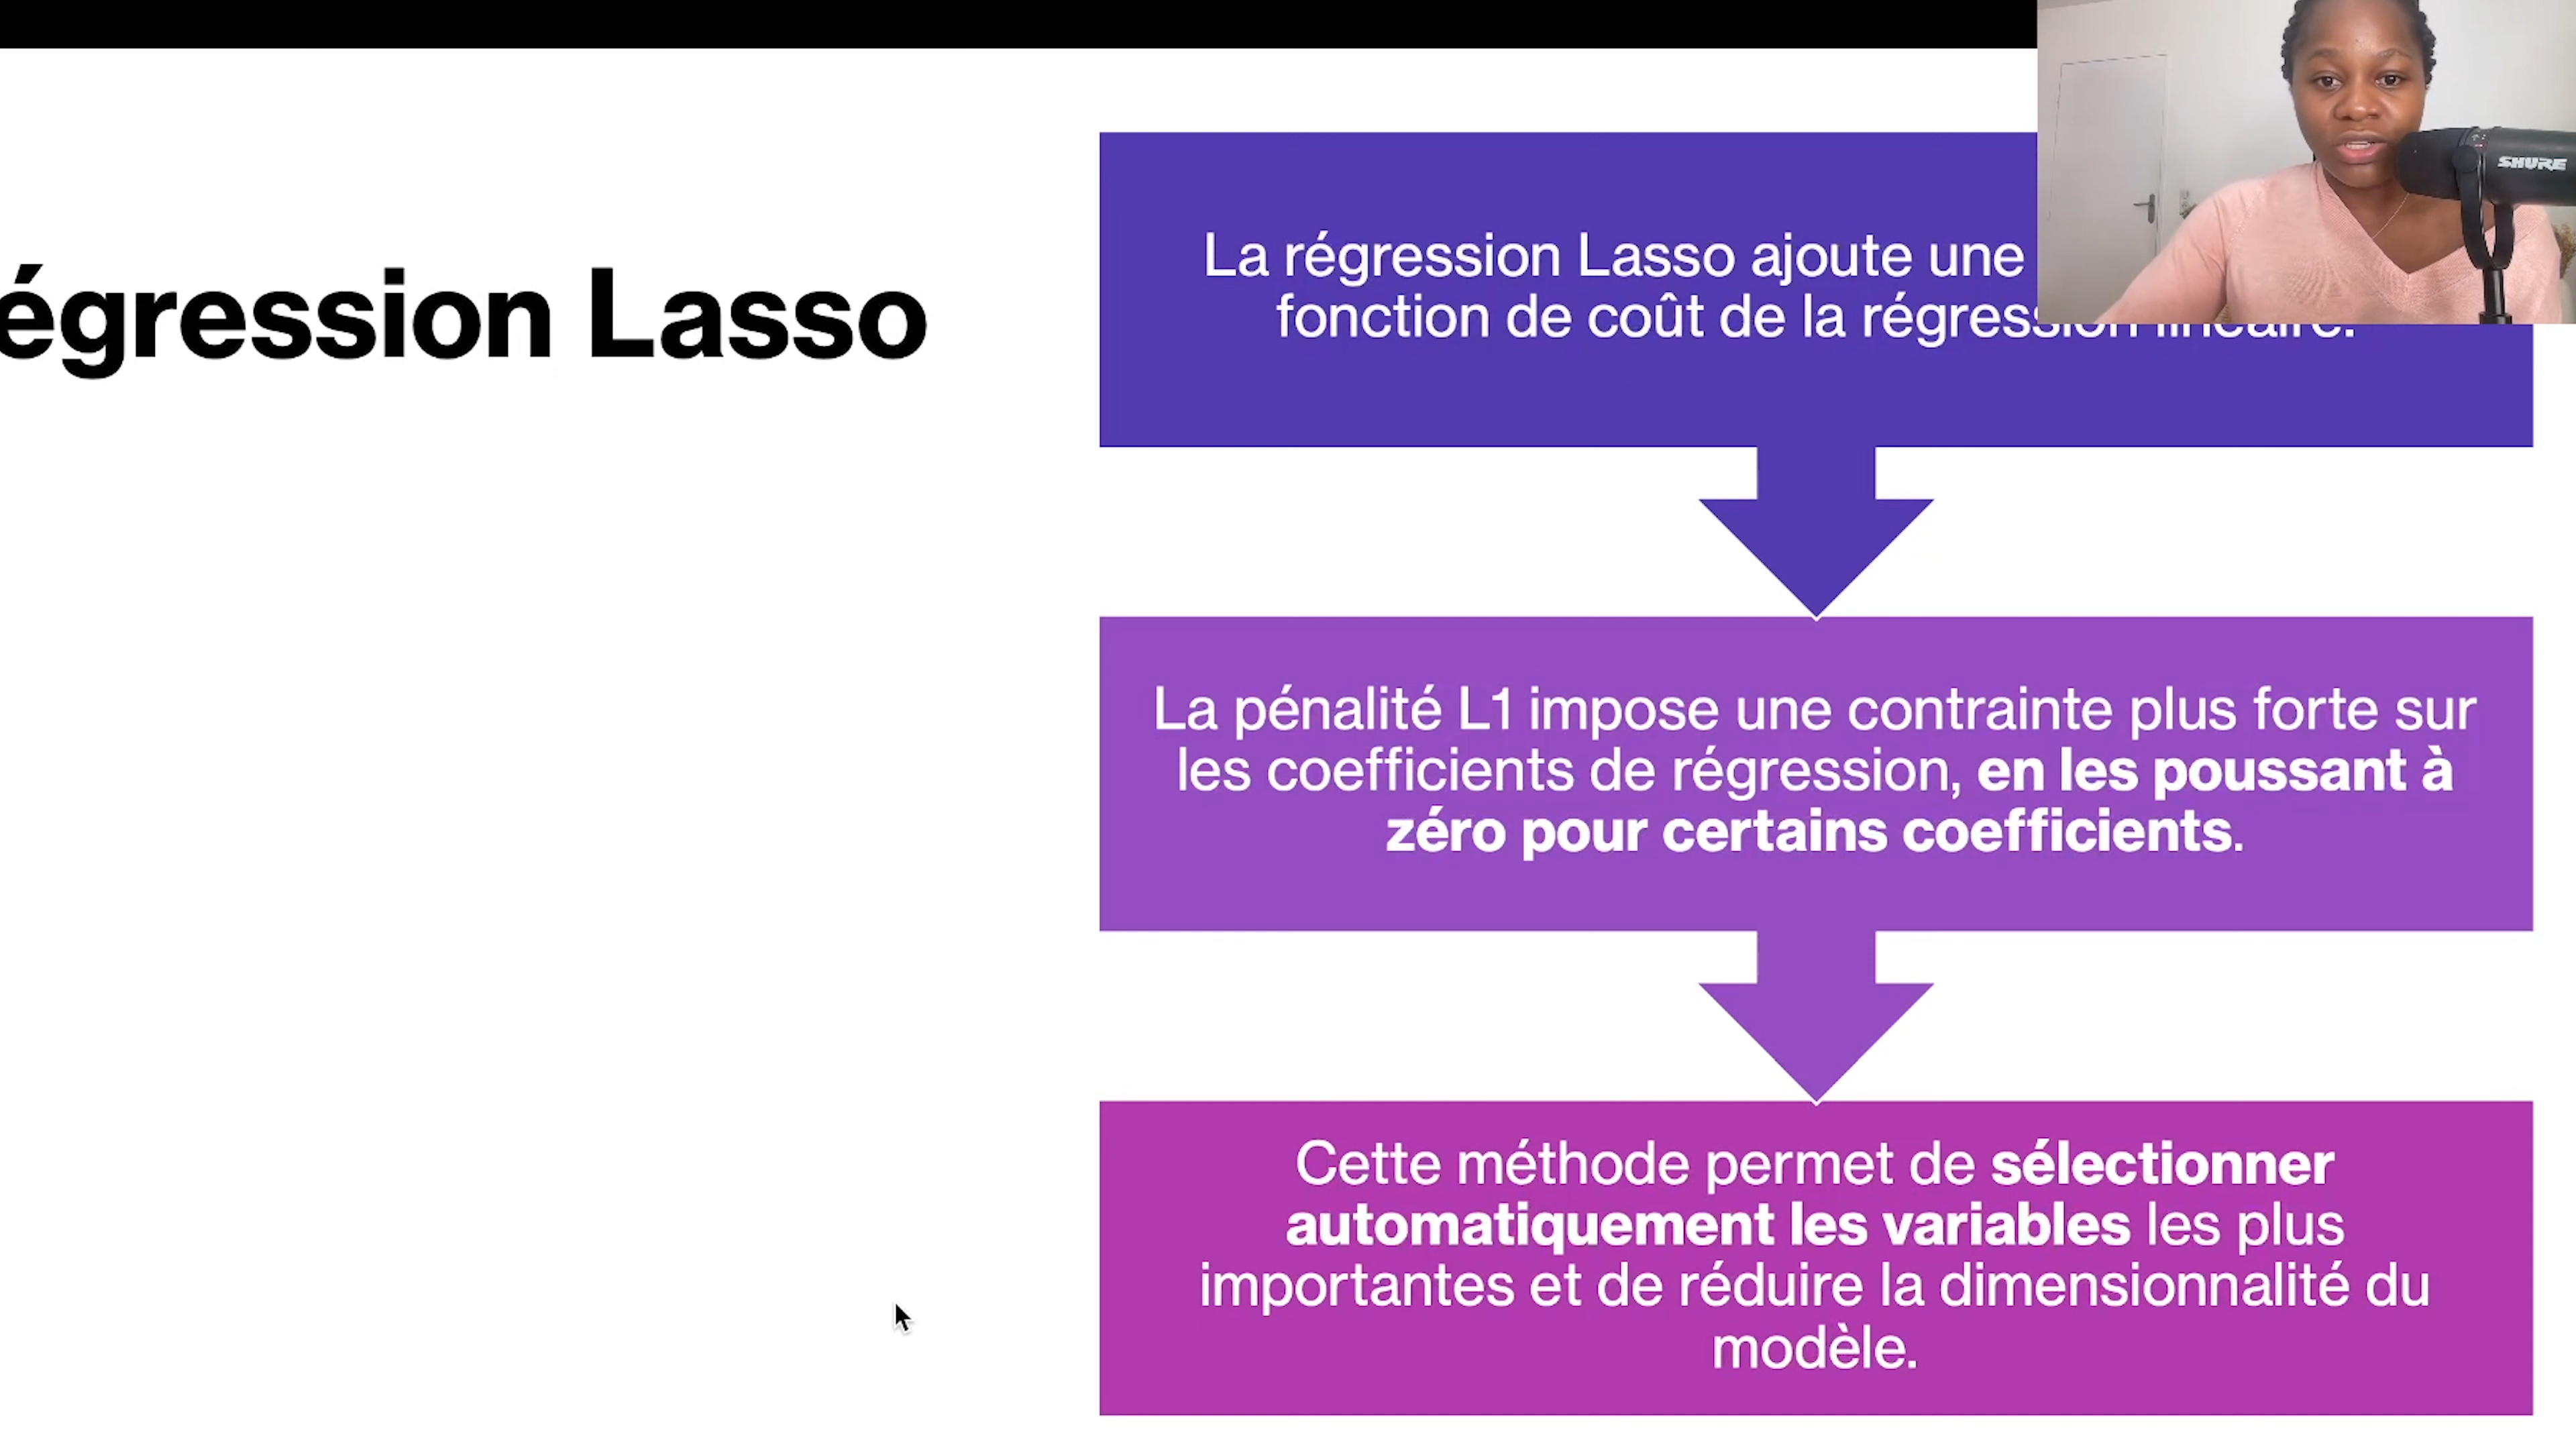 égression Lasso
La régression Lasso ajoute une
fonction de coût de la régression linéaire.
La pénalité L1 impose une contrainte plus forte sur
les coefficients de régression, en les poussant à
zéro pour certains coefficients.
Cette méthode permet de sélectionner
automatiquement les variables les plus
importantes et de réduire la dimensionnalité du
modèle.
SHURE